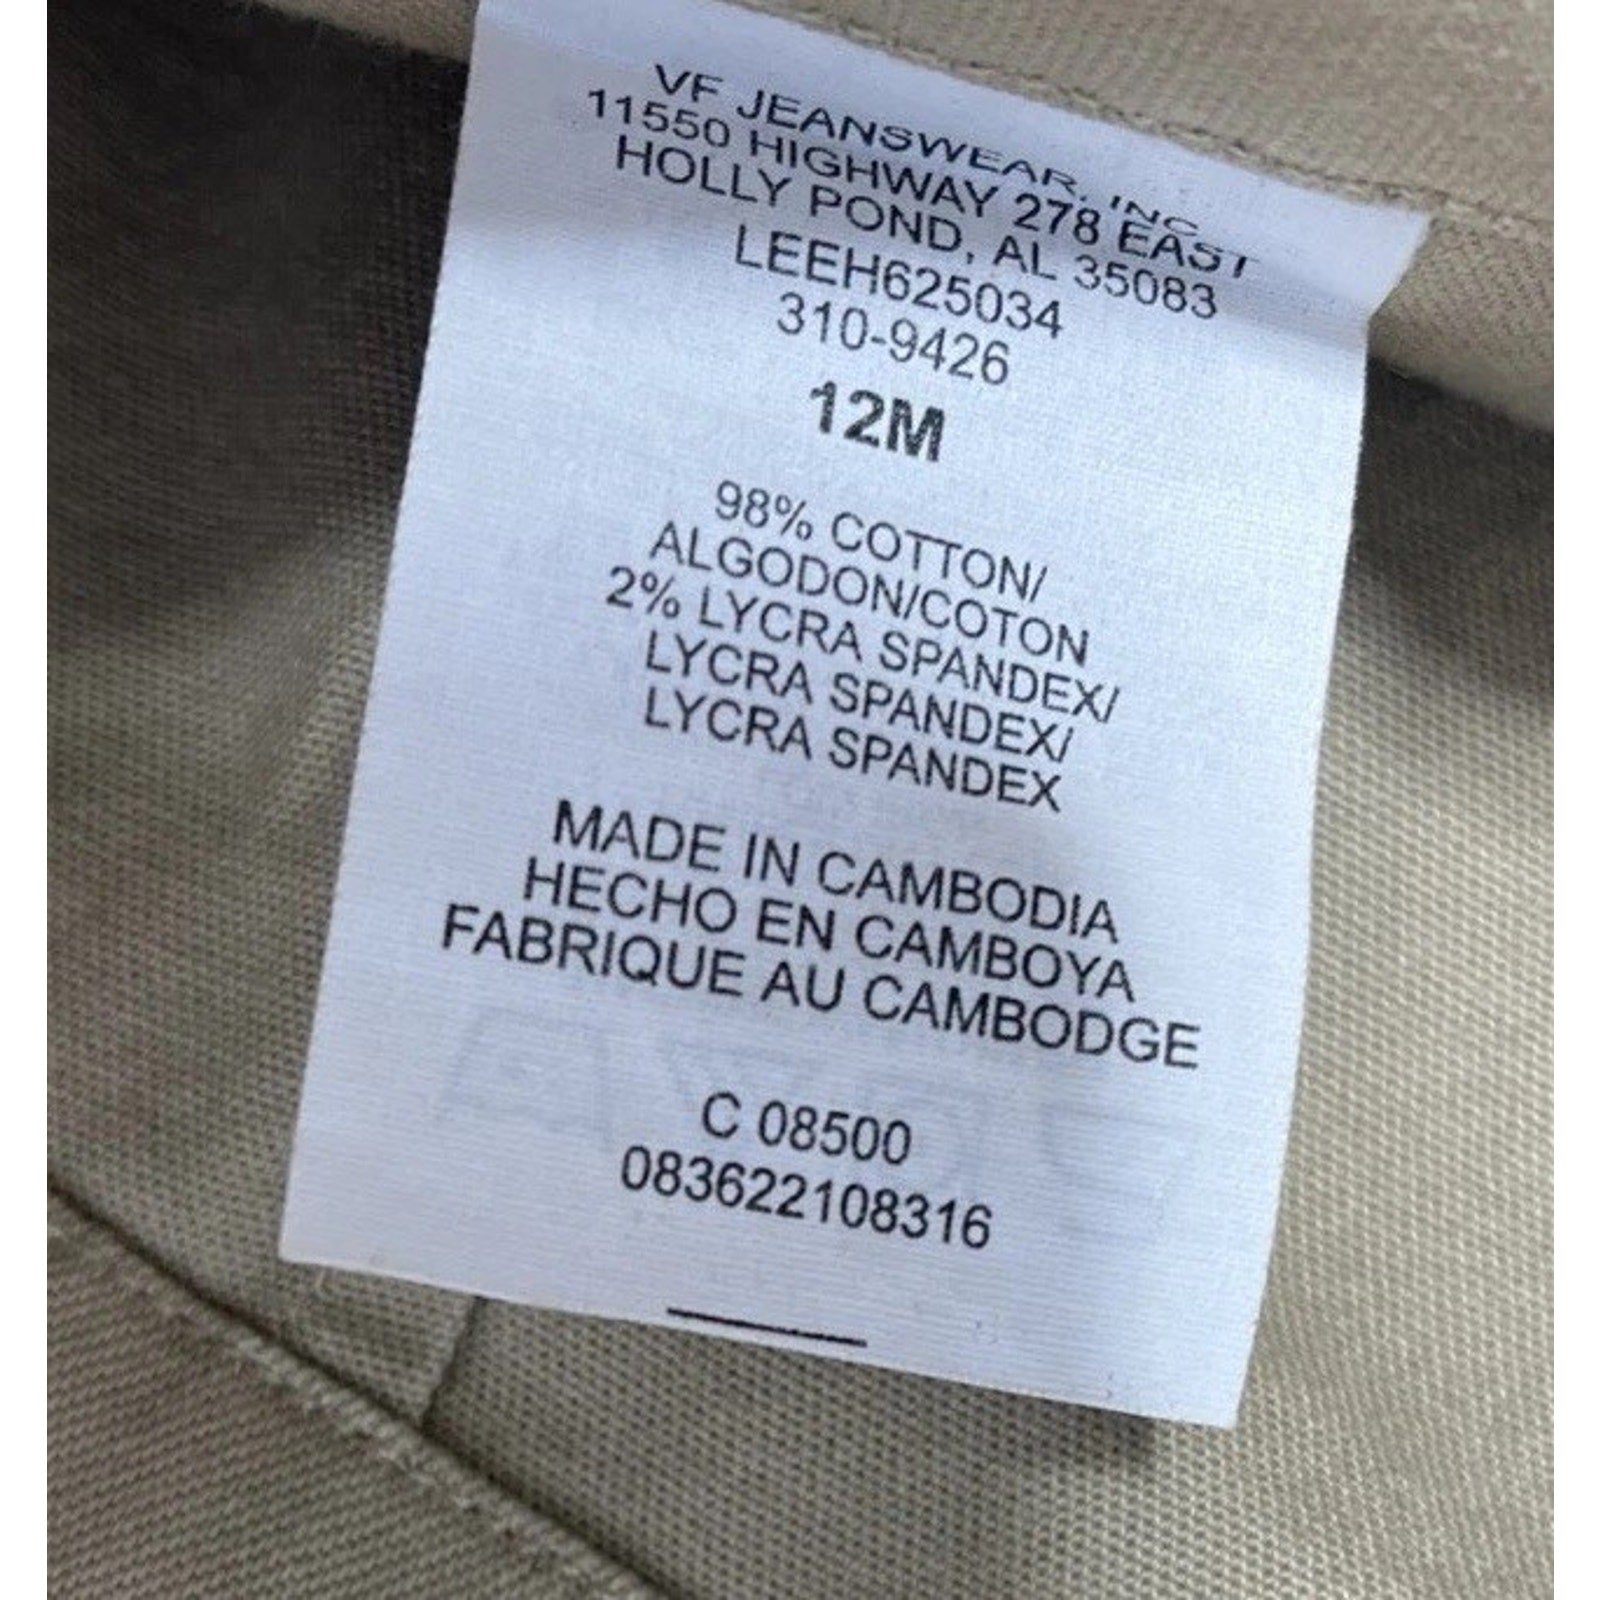 VF JEANSWEAR, INC
11550 HIGHWAY 278 EAST
HOLLY POND, AL 35083
LEEH625034
310-9426
12M
98% COTTON/
ALGODON/COTON
2% LYCRA SPANDEX/
LYCRA SPANDEX/
LYCRA SPANDEX
MADE IN CAMBODIA
HECHO EN CAMBOYA
FABRIQUE AU CAMBODGE
C 08500
083622108316